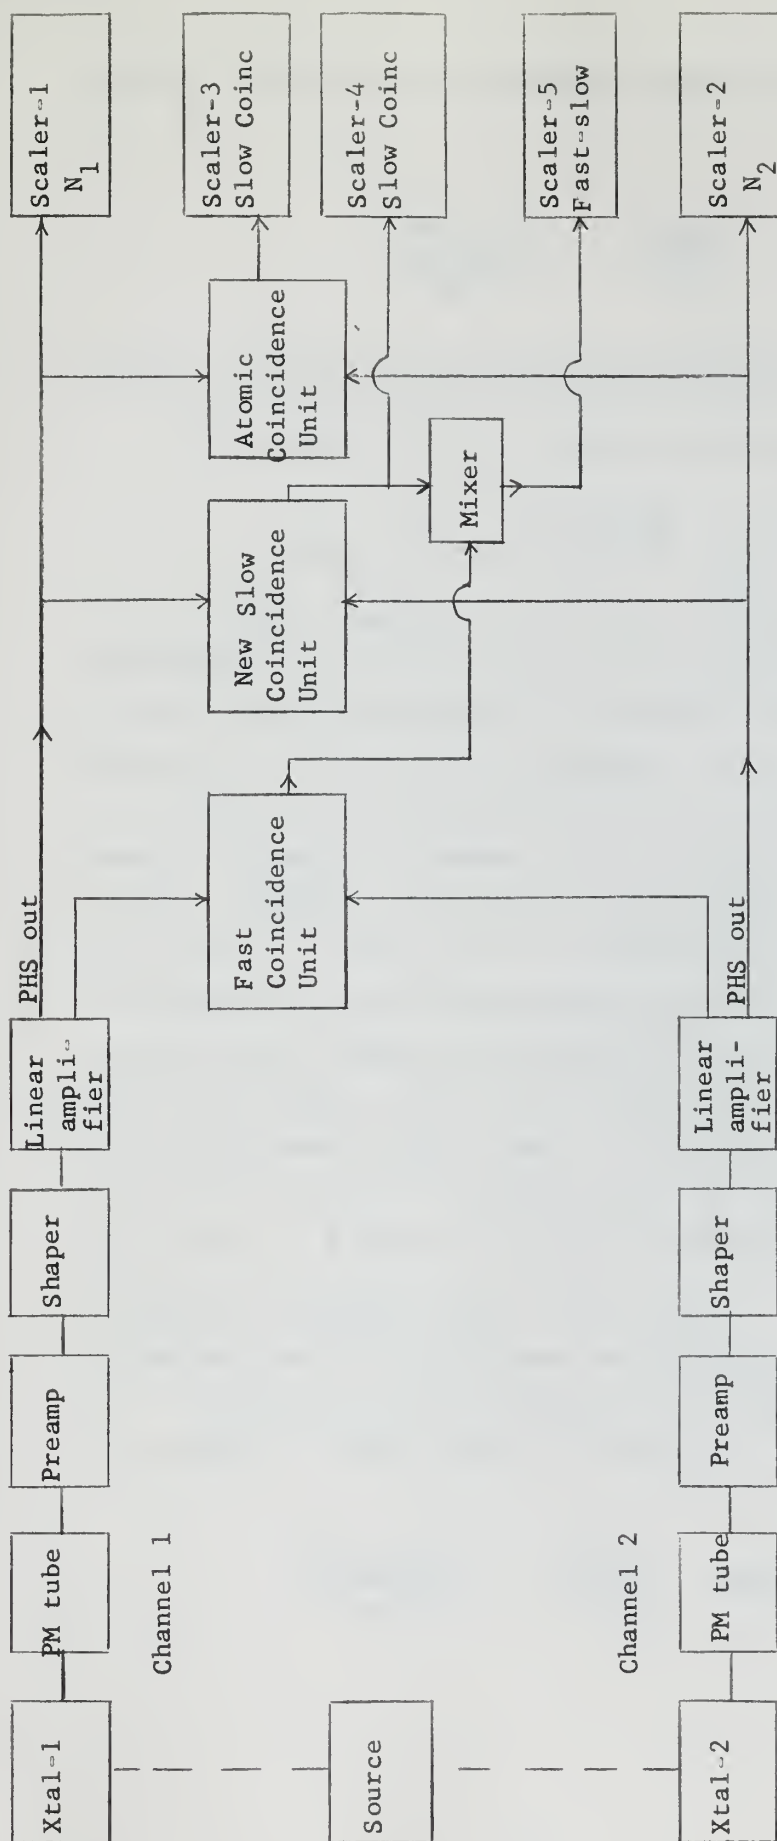 Xtal-1
PM tube
Preamp
Shaper
Linear
ampli-
fier
PHS out
Scaler-1
N1
Channel 1
Fast
Coincidence
Unit
New Slow
Coincidence
Unit
Atomic
Coincidence
Unit
Scaler-3
Slow Coinc
Scaler-4
Slow Coinc
Source
Mixer
Scaler-5
Fast-slow
Channel 2
Xtal-2
PM tube
Preamp
Shaper
Linear
ampli-
fier
PHS out
Scaler-2
N2